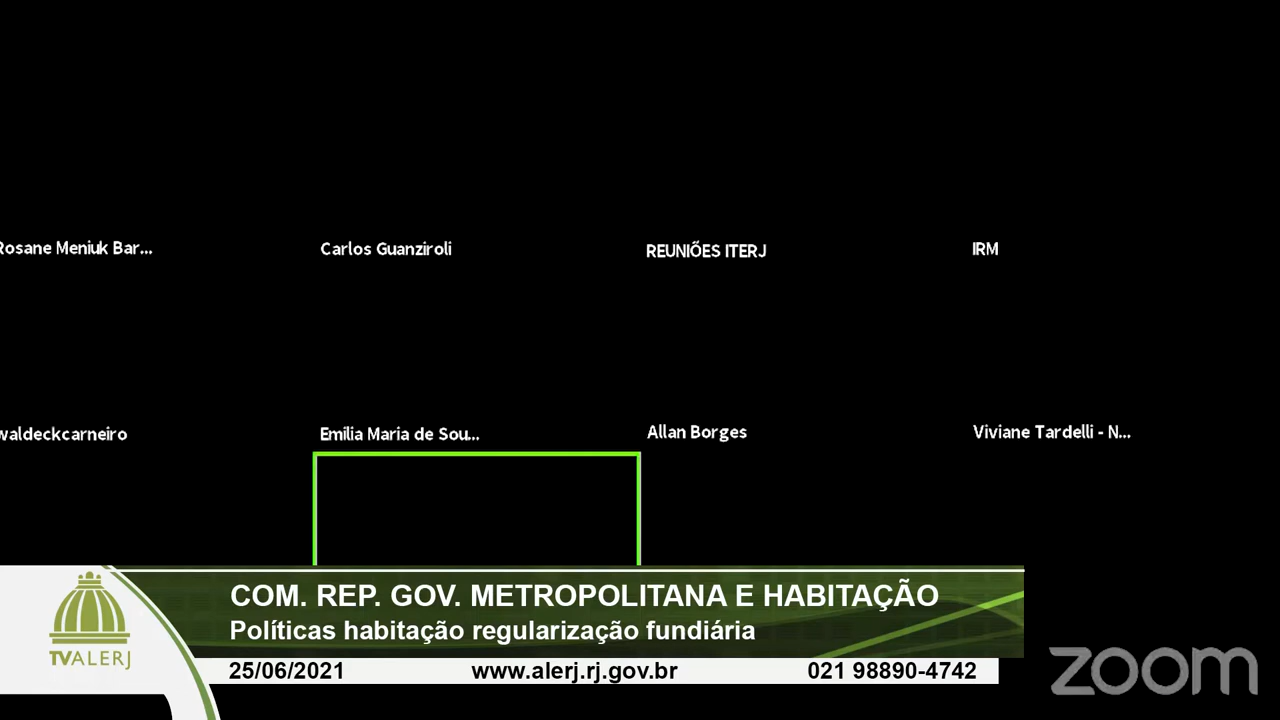 Rosane Meniuk Bar...
Carlos Guanziroli
REUNIÕES ITERJ
IRM
waldeckcarneiro
Emilia Maria de Sou...
Allan Borges
Viviane Tardelli - N...
COM. REP. GOV. METROPOLITANA E HABITAÇÃO
Políticas habitação regularização fundiária
TVALERJ
25/06/2021
www.alerj.rj.gov.br
021 98890-4742
zoom